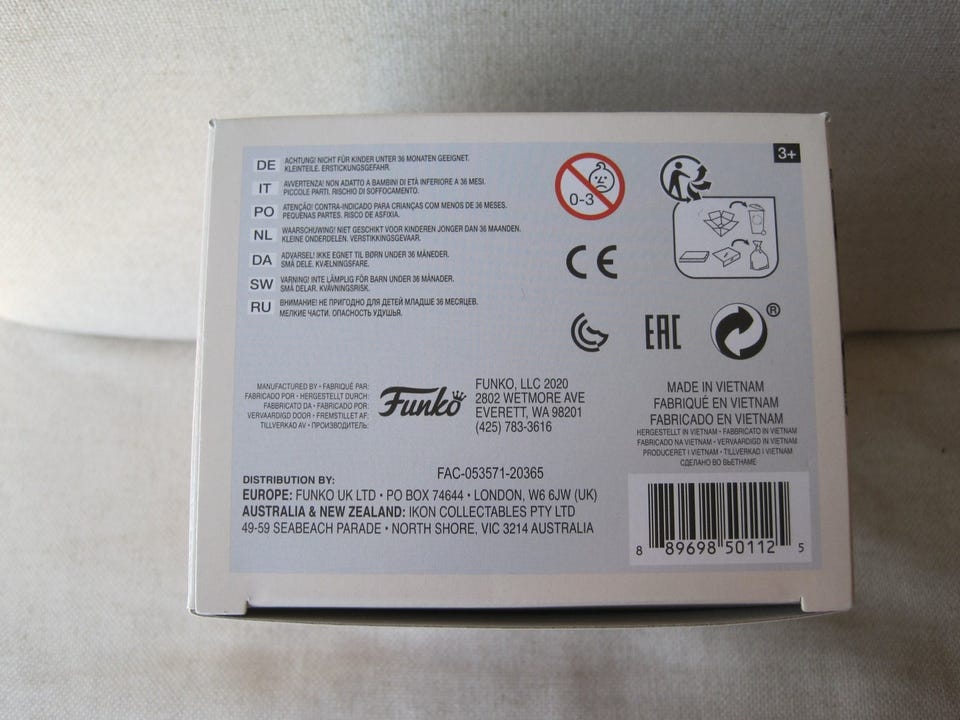 3+
DE ACHTUNG! NICHT FÜR KINDER UNTER 36 MONATEN GEEIGNET.
KLEINTEILE. ERSTICKUNGSGEFAHR.
IT AVVERTENZA! NON ADATTO A BAMBINI DI ETÀ INFERIORE A 36 MESI.
PICCOLE PARTI. RISCHIO DI SOFFOCAMENTO.
PO ATENÇÃO! CONTRA-INDICADO PARA CRIANÇAS COM MENOS DE 36 MESES.
PEQUENAS PARTES. RISCO DE ASFIXIA.
NL WAARSCHUWING! NIET GESCHIKT VOOR KINDEREN JONGER DAN 36 MAANDEN.
KLEINE ONDERDELEN. VERSTIKKINGSGEVAAR.
DA ADVARSEL! IKKE EGNET TIL BØRN UNDER 36 MÅNEDER.
SMÅ DELE. KVÆLNINGSFARE.
SW VARNING! INTE LÄMPLIG FÖR BARN UNDER 36 MÅNADER.
SMÅ DELAR. KVÄVNINGSRISK.
RU ВНИМАНИЕ! НЕ ПРИГОДНО ДЛЯ ДЕТЕЙ МЛАДШЕ 36 МЕСЯЦЕВ.
МЕЛКИЕ ЧАСТИ. ОПАСНОСТЬ УДУШЬЯ.
0-3
CE
EAC
®
MANUFACTURED BY • FABRIQUÉ PAR:
FABRICADO POR • HERGESTELLT DURCH:
FABBRICATO DA • FABRICADO POR:
VERVAARDIGD DOOR • FREMSTILLET AF:
TILLVERKAD AV • ПРОИЗВОДИТЕЛЬ:
Funko
FUNKO, LLC 2020
2802 WETMORE AVE
EVERETT, WA 98201
(425) 783-3616
MADE IN VIETNAM
FABRIQUÉ EN VIETNAM
FABRICADO EN VIETNAM
HERGESTELLT IN VIETNAM • FABBRICATO IN VIETNAM
FABRICADO NA VIETNAM • VERVAARDIGD IN VIETNAM
PRODUCERET I VIETNAM • TILLVERKAD I VIETNAM
СДЕЛАНО ВО ВЬЕТНАМЕ
FAC-053571-20365
DISTRIBUTION BY:
EUROPE: FUNKO UK LTD • PO BOX 74644 • LONDON, W6 6JW (UK)
AUSTRALIA & NEW ZEALAND: IKON COLLECTABLES PTY LTD
49-59 SEABEACH PARADE • NORTH SHORE, VIC 3214 AUSTRALIA
8 89698 50112 5